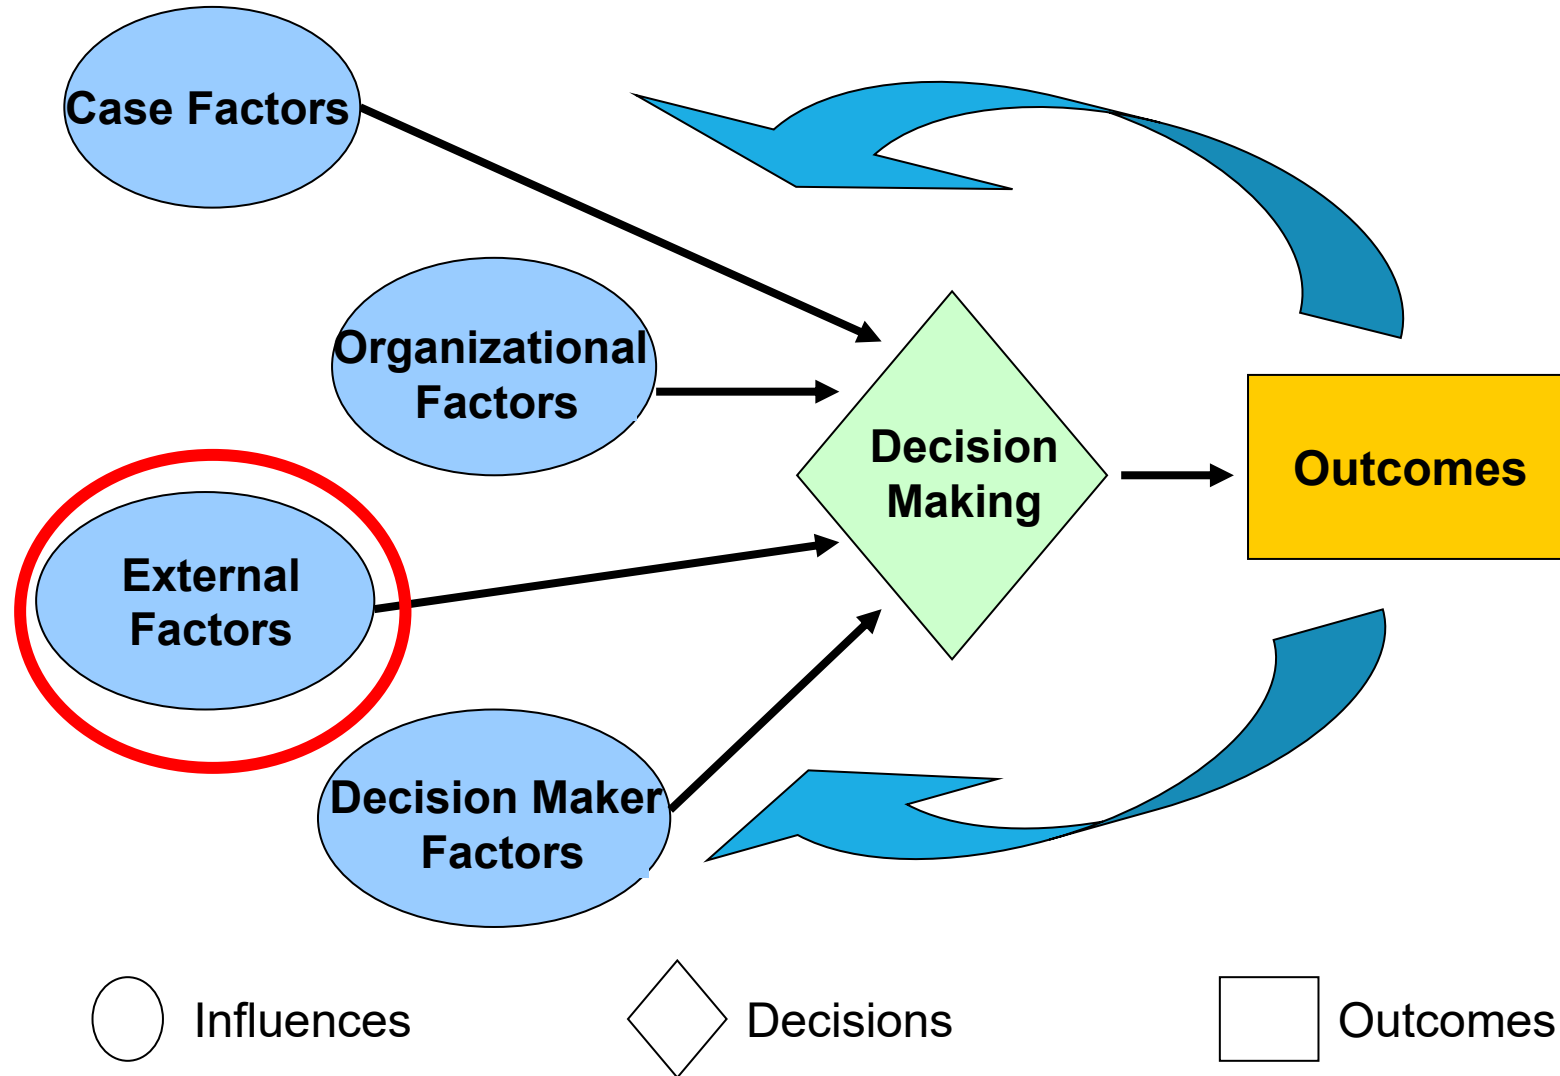 Case Factors
Organizational
Factors
Decision
Making
Outcomes
External
Factors
Decision Maker
Factors
Influences
Decisions
Outcomes